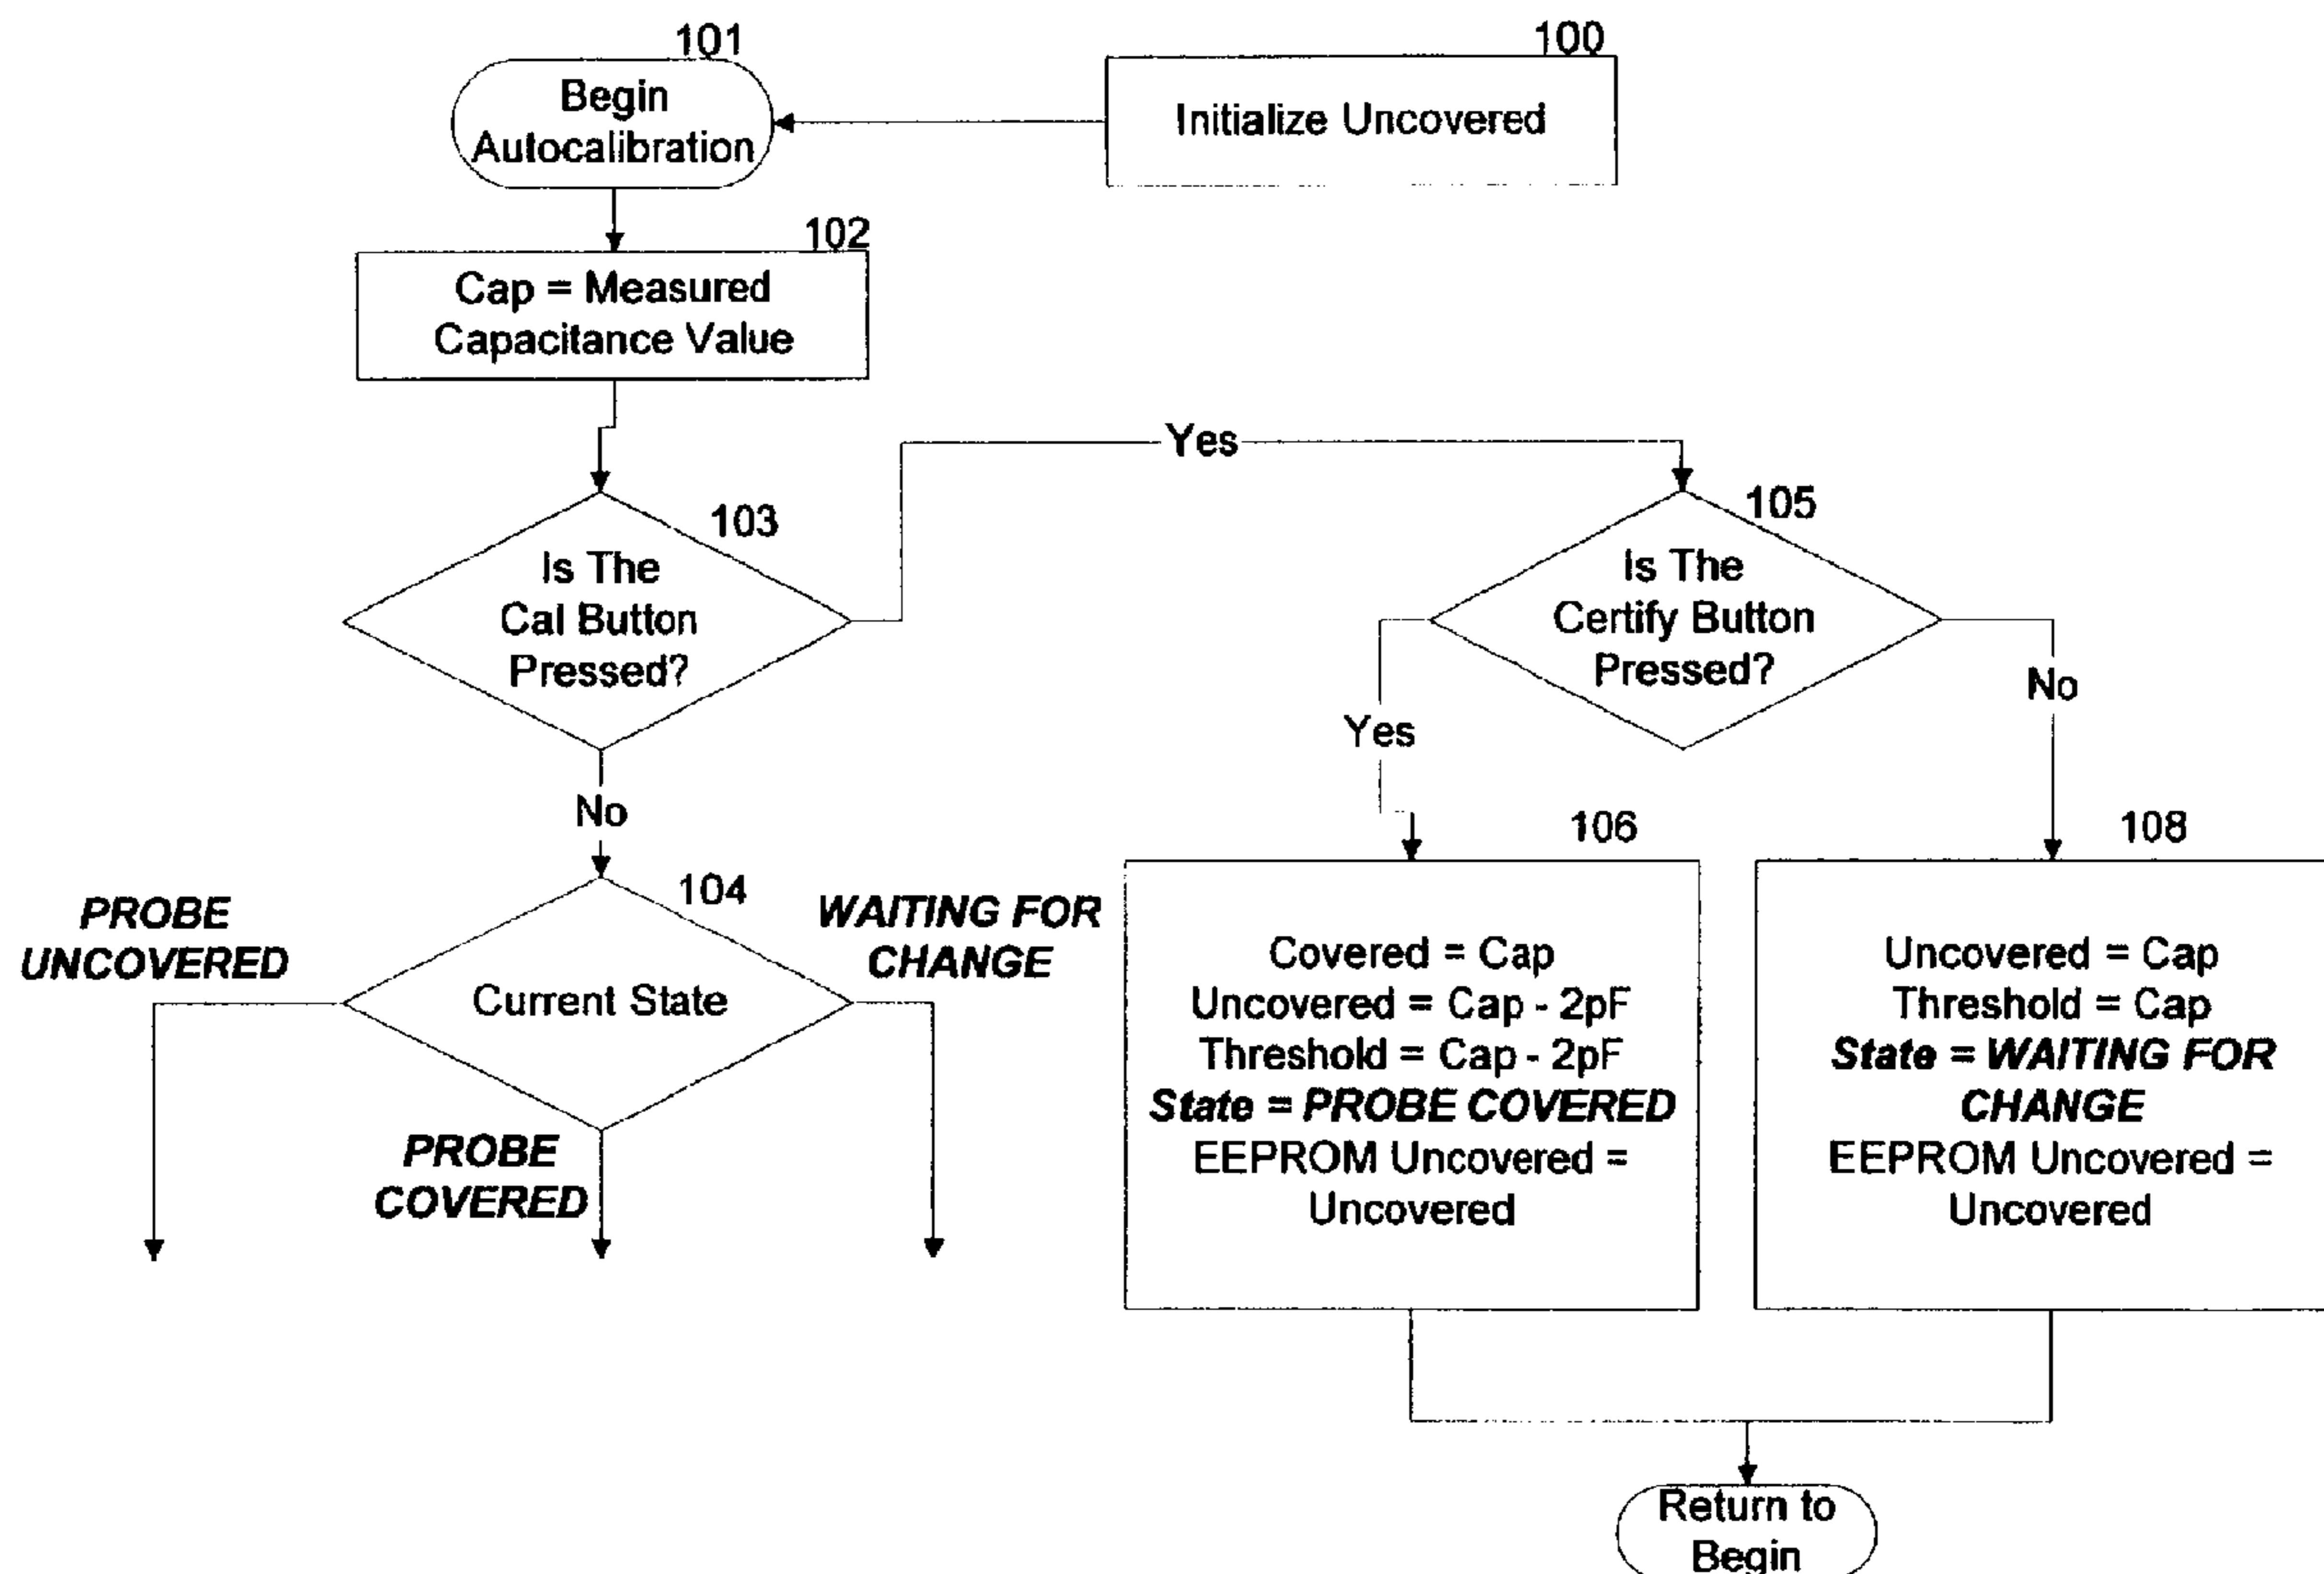 101
100
Begin
Autocalibration
Initialize Uncovered
102
Cap = Measured
Capacitance Value
Yes
103
Is The
Cal Button
Pressed?
105
Is The
Certify Button
Pressed?
No
Yes
No
104
PROBE
UNCOVERED
WAITING FOR
CHANGE
Current State
PROBE
COVERED
106
Covered = Cap
Uncovered = Cap - 2pF
Threshold = Cap - 2pF
State = PROBE COVERED
EEPROM Uncovered =
Uncovered
108
Uncovered = Cap
Threshold = Cap
State = WAITING FOR
CHANGE
EEPROM Uncovered =
Uncovered
Return to
Begin